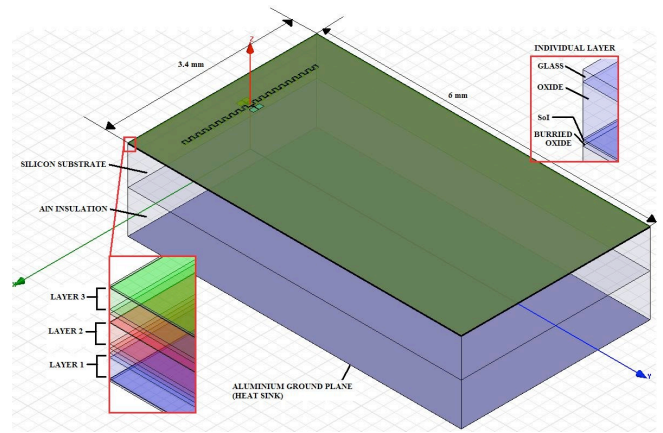 INDIVIDUAL LAYER
GLASS
OXIDE
SoI
BURRIED
OXIDE
3.4 mm
6 mm
Z
SILICON SUBSTRATE
AlN INSULATION
LAYER 3
LAYER 2
LAYER 1
ALUMINIUM GROUND PLANE
(HEAT SINK)
Y